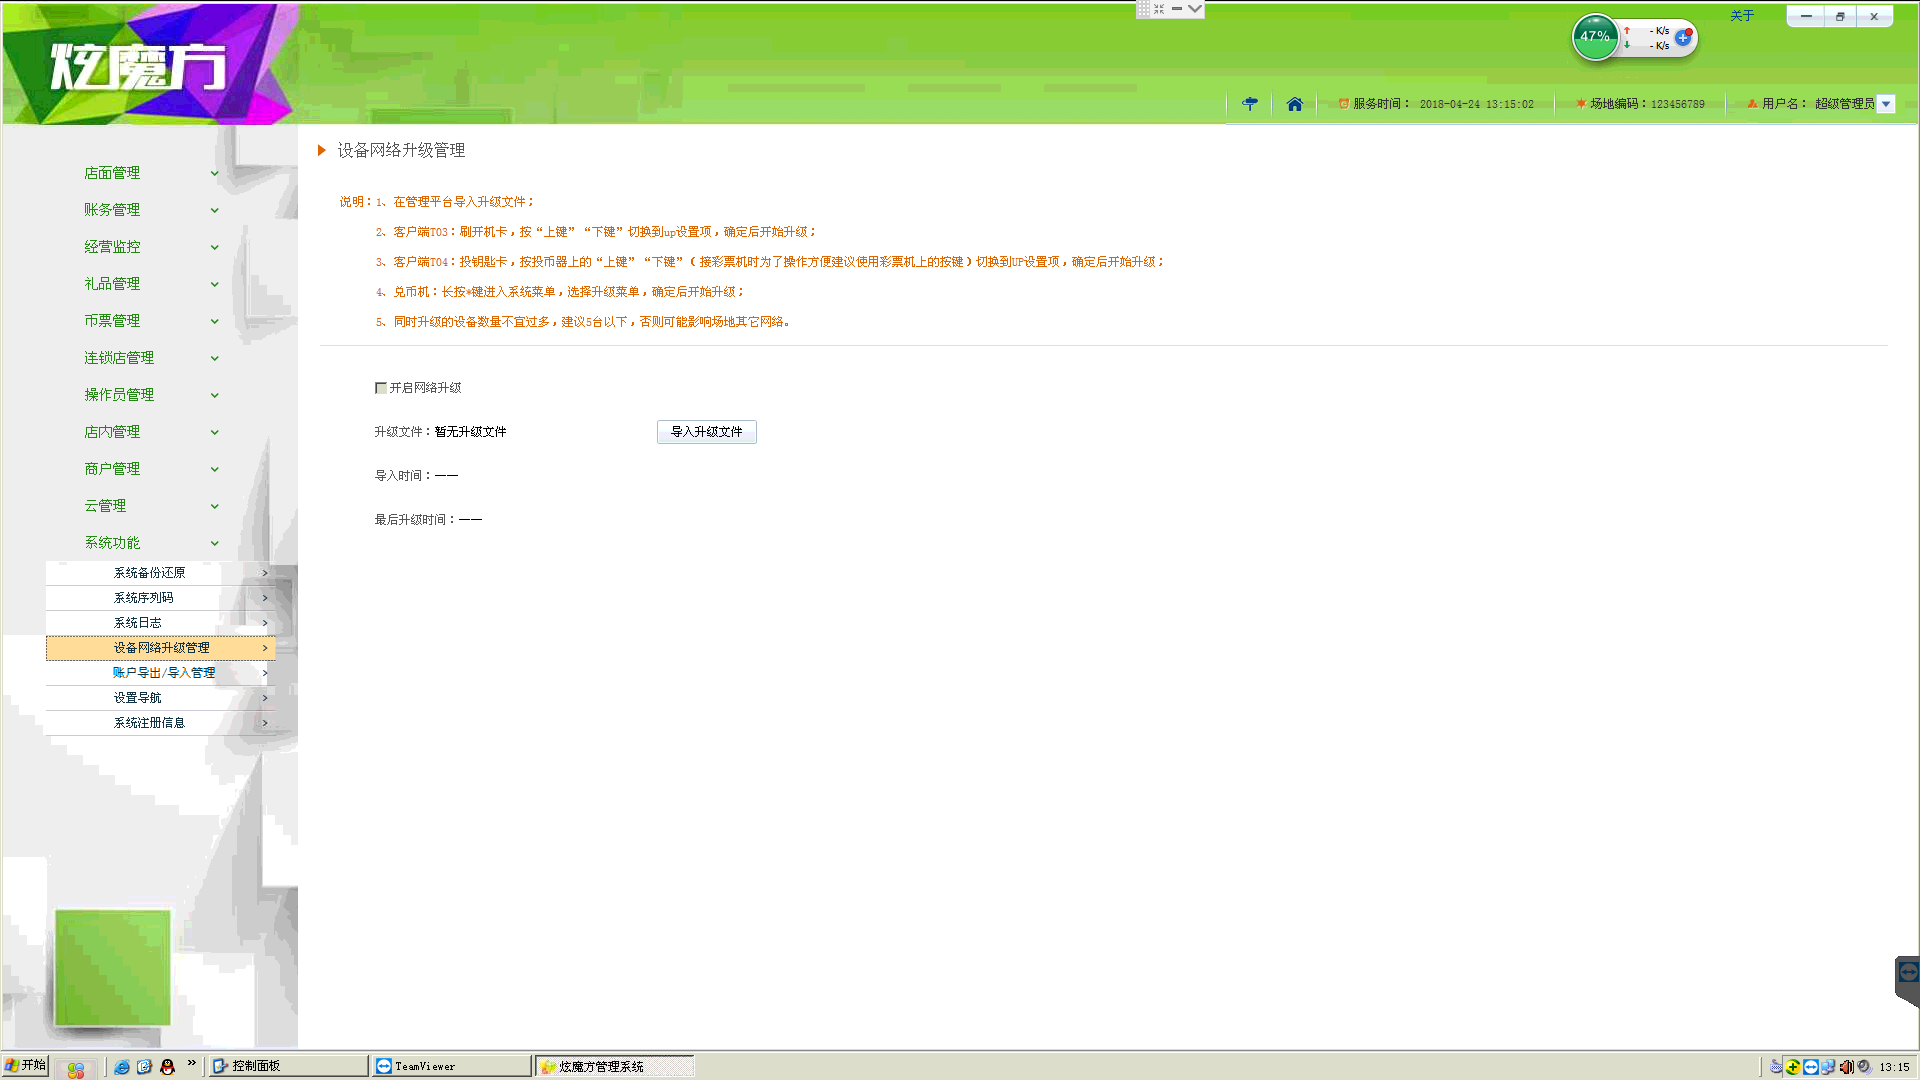 炫魔方
47%
- K/s
- K/s
关于
服务时间： 2018-04-24 13:15:02
场地编码：123456789
用户名： 超级管理员
店面管理
账务管理
经营监控
礼品管理
币票管理
连锁店管理
操作员管理
店内管理
商户管理
云管理
系统功能
系统备份还原
系统序列码
系统日志
设备网络升级管理
账户导出/导入管理
设置导航
系统注册信息
设备网络升级管理
说明：1、在管理平台导入升级文件；
2、客户端T03：刷开机卡，按“上键”“下键”切换到up设置项，确定后开始升级；
3、客户端T04：投钥匙卡，按投币器上的“上键”“下键”（接彩票机时为了操作方便建议使用彩票机上的按键）切换到UP设置项，确定后开始升级；
4、兑币机：长按*键进入系统菜单，选择升级菜单，确定后开始升级；
5、同时升级的设备数量不宜过多，建议5台以下，否则可能影响场地其它网络。
开启网络升级
升级文件：暂无升级文件 导入升级文件
导入时间：——
最后升级时间：——
开始 控制面板 TeamViewer 炫魔方管理系统 13:15